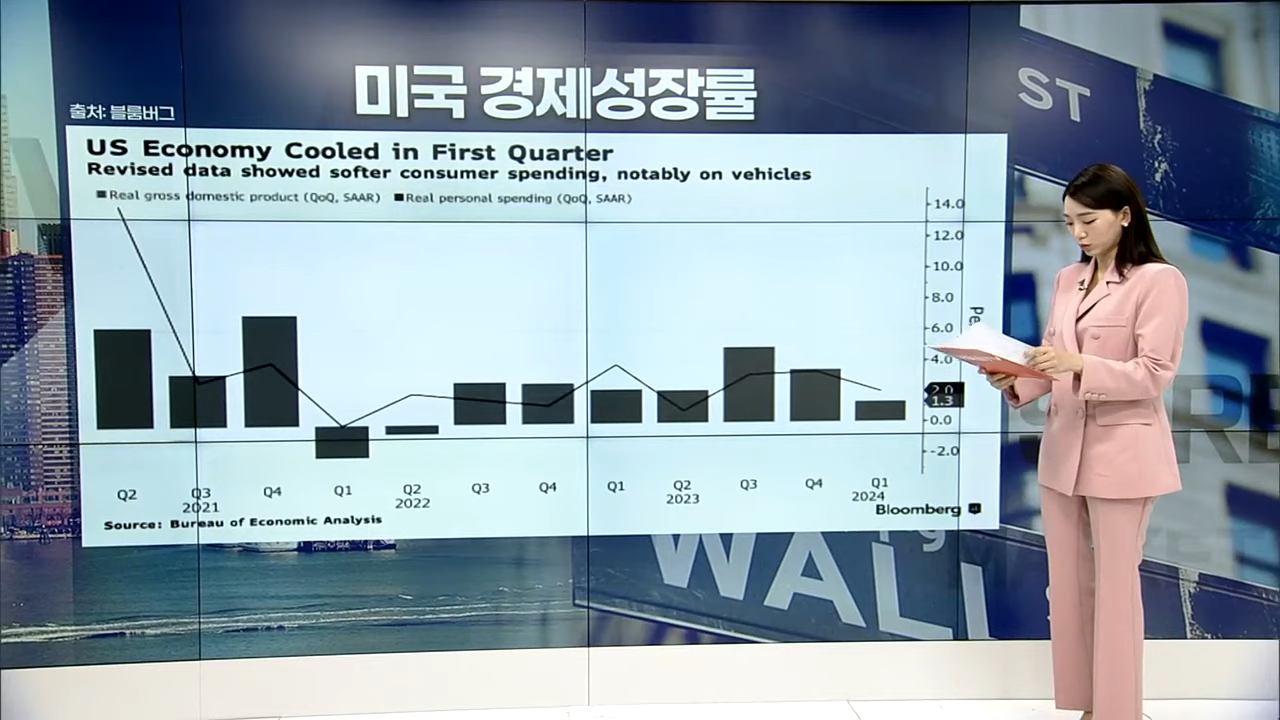 미국 경제성장률
출처: 블룸버그
US Economy Cooled in First Quarter
Revised data showed softer consumer spending, notably on vehicles
Real gross domestic product (QoQ, SAAR) Real personal spending (QoQ, SAAR)
14.0
12.0
10.0
8.0
6.0
4.0
2.0
1.3
0.0
-2.0
Q2 Q3 Q4 Q1 Q2 Q3 Q4 Q1 Q2 Q3 Q4 Q1
2021 2022 2023 2024
Source: Bureau of Economic Analysis
Bloomberg
ST
WALL